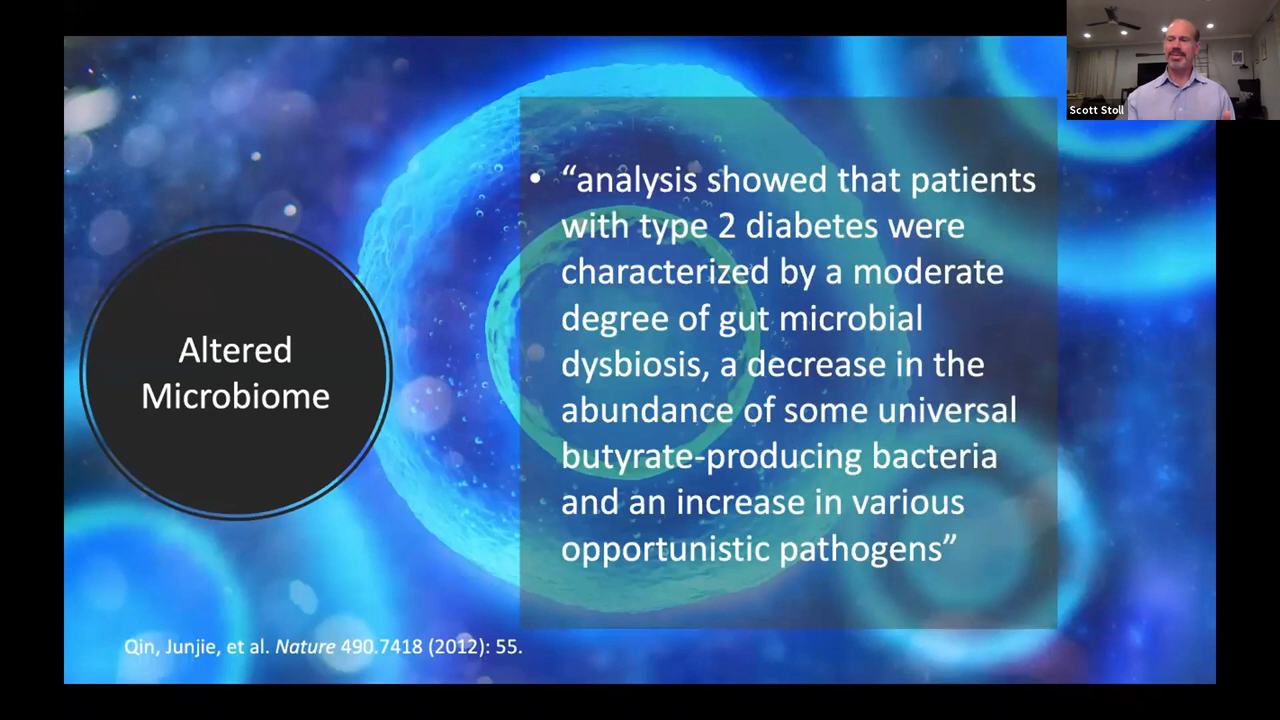 Scott Stoll
Altered
Microbiome
• “analysis showed that patients
with type 2 diabetes were
characterized by a moderate
degree of gut microbial
dysbiosis, a decrease in the
abundance of some universal
butyrate-producing bacteria
and an increase in various
opportunistic pathogens”
Qin, Junjie, et al. Nature 490.7418 (2012): 55.